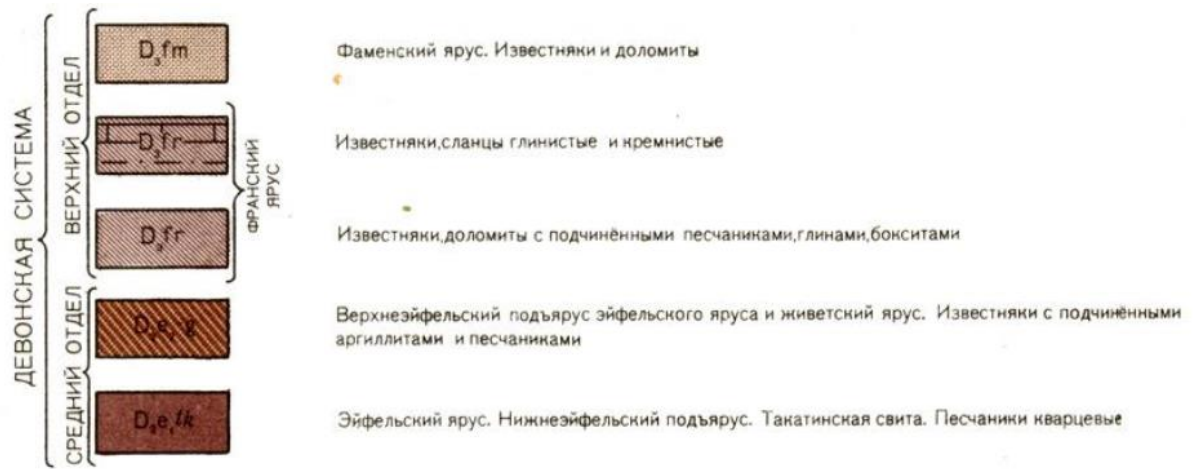 ДЕВОНСКАЯ СИСТЕМА
ВЕРХНИЙ ОТДЕЛ
D₃fm
Фаменский ярус. Известняки и доломиты
D₃fr
Известняки,сланцы глинистые и кремнистые
ФРАНСКИЙ
ЯРУС
D₃fr
Известняки,доломиты с подчинёнными песчаниками,глинами,бокситами
СРЕДНИЙ ОТДЕЛ
D₂e₂-g
Верхнеэйфельский подъярус эйфельского яруса и живетский ярус. Известняки с подчинёнными
аргиллитами и песчаниками
D₂e₁tk
Эйфельский ярус. Нижнеэйфельский подъярус. Такатинская свита. Песчаники кварцевые